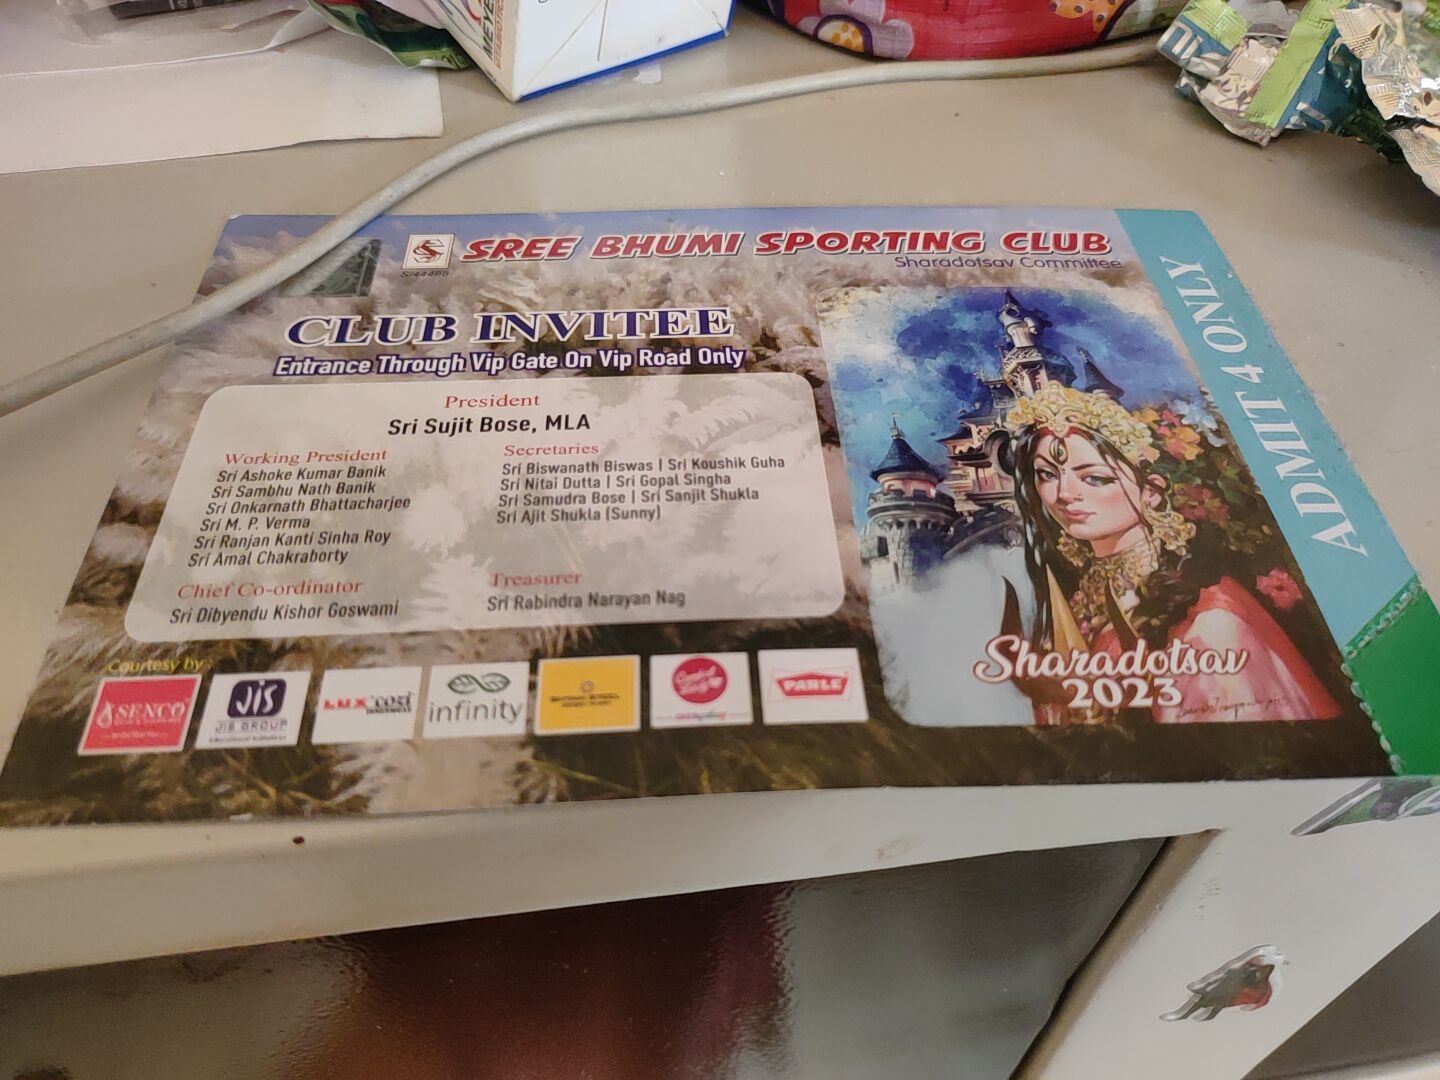 MEYE
SREE BHUMI SPORTING CLUB
Sharadotsav Committee
CLUB INVITEE
Entrance Through Vip Gate On Vip Road Only
President
Sri Sujit Bose, MLA
Working President
Sri Ashoke Kumar Banik
Sri Sambhu Nath Banik
Sri Onkarnath Bhattacharjee
Sri M. P. Verma
Sri Ranjan Kanti Sinha Roy
Sri Amal Chakraborty
Secretaries
Sri Biswanath Biswas | Sri Koushik Guha
Sri Nitai Dutta | Sri Gopal Singha
Sri Samudra Bose | Sri Sanjit Shukla
Sri Ajit Shukla (Sunny)
Chief Co-ordinator
Sri Dibyendu Kishor Goswami
Treasurer
Sri Rabindra Narayan Nag
Courtesy by :
SENCO
JIS
JIS GROUP
LUX cozi
infinity
PARLE
Sharadotsav
2023
ADMIT 4 ONLY